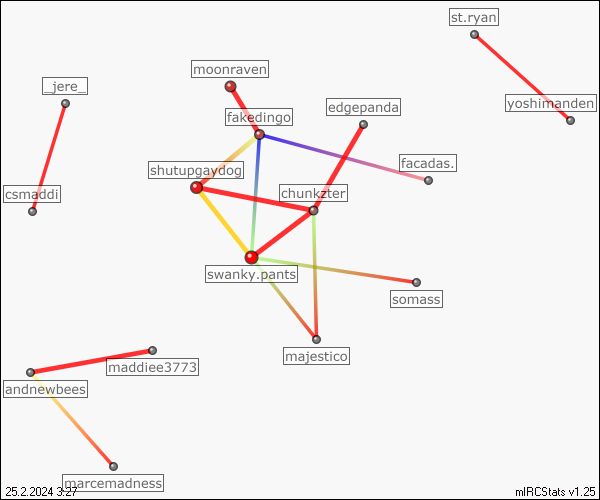 st.ryan
moonraven
_jere_
edgepanda
yoshimanden
fakedingo
shutupgaydog
facadas.
csmaddi
chunkzter
swanky.pants
somass
majestico
maddiee3773
andnewbees
marcemadness
25.2.2024 3:27
mIRCStats v1.25